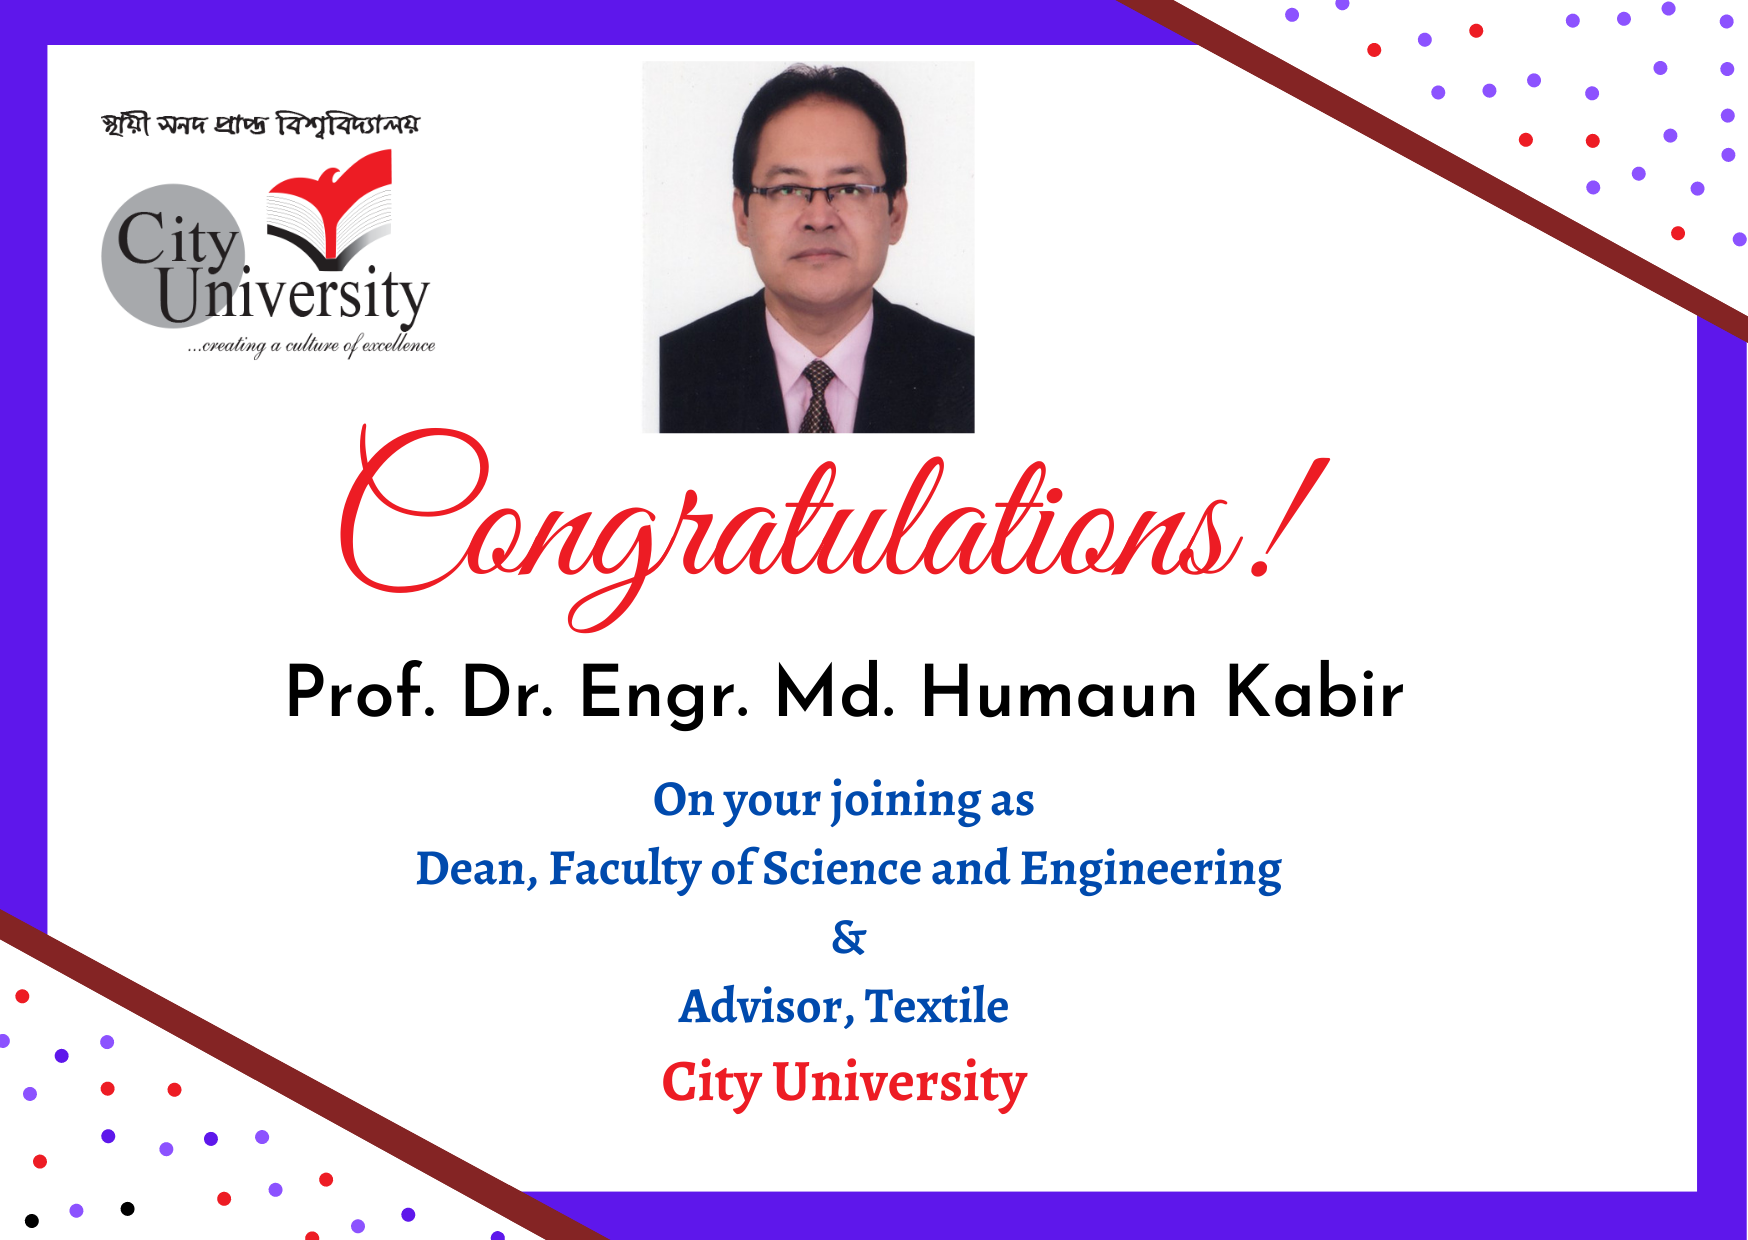 স্থায়ী সনদ প্রাপ্ত বিশ্ববিদ্যালয়
City
University
...creating a culture of excellence
Congratulations!
Prof. Dr. Engr. Md. Humaun Kabir
On your joining as
Dean, Faculty of Science and Engineering
&
Advisor, Textile
City University